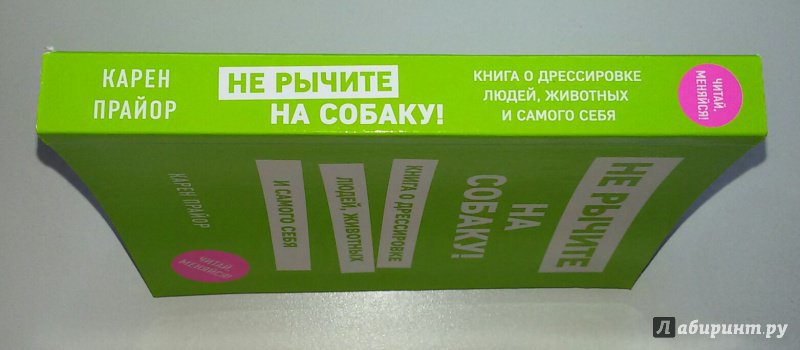 КАРЕН
ПРАЙОР
НЕ РЫЧИТЕ
НА СОБАКУ!
КНИГА О ДРЕССИРОВКЕ
ЛЮДЕЙ, ЖИВОТНЫХ
И САМОГО СЕБЯ
ЧИТАЙ.
МЕНЯЙСЯ!
НЕ РЫЧИТЕ
НА
СОБАКУ!
КНИГА О ДРЕССИРОВКЕ
ЛЮДЕЙ, ЖИВОТНЫХ
И САМОГО СЕБЯ
КАРЕН ПРАЙОР
ЧИТАЙ.
МЕНЯЙСЯ!
Лабиринт.ру